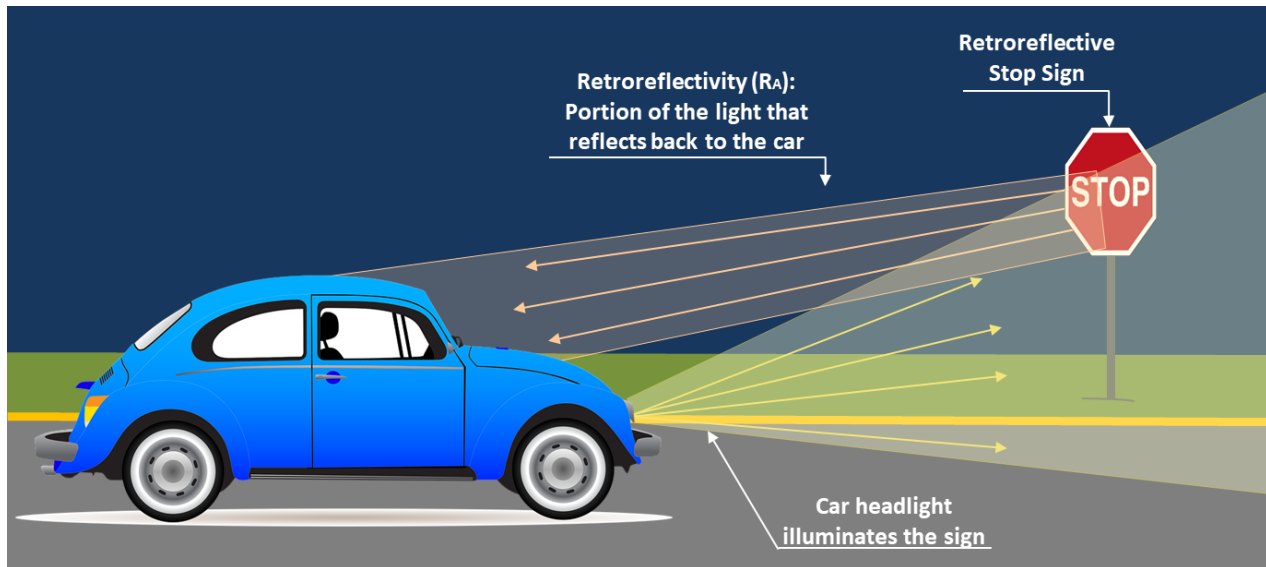 Retroreflective
Stop Sign
Retroreflectivity (RA):
Portion of the light that
reflects back to the car
STOP
Car headlight
illuminates the sign